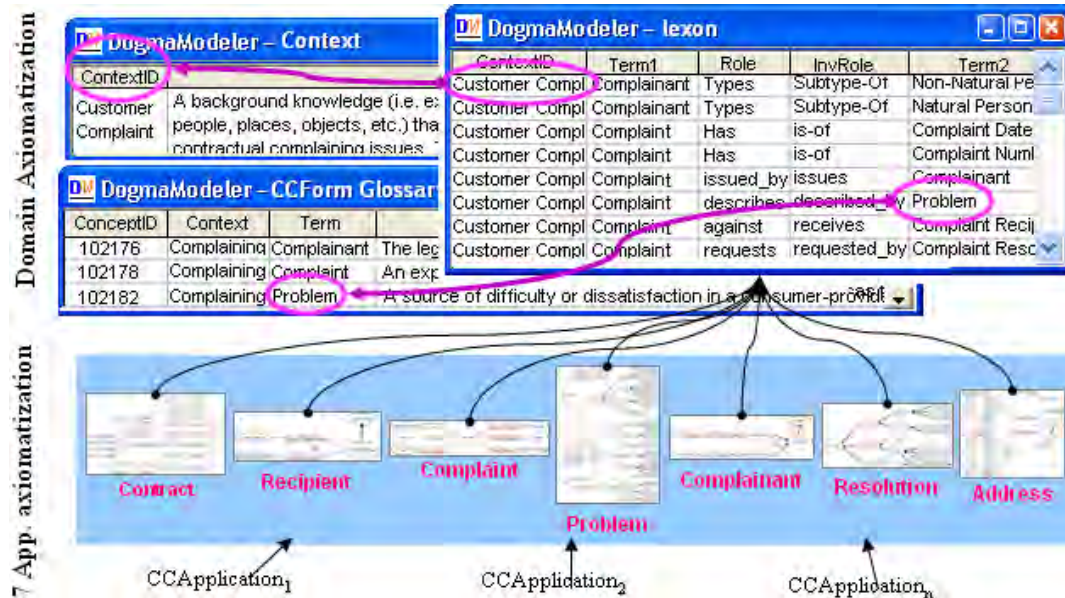 Domain Axiomatization
DogmaModeler – Context
ContextID
Customer
Complaint
A background knowledge (i.e. ex
people, places, objects, etc.) tha
contractual complaining issues.
DogmaModeler – lexon
ContextID Term1 Role InvRole Term2
Customer Compl Complainant Types Subtype-Of Non-Natural Pe
Customer Compl Complainant Types Subtype-Of Natural Person
Customer Compl Complaint Has is-of Complaint Date
Customer Compl Complaint Has is-of Complaint Numl
Customer Compl Complaint issued_by issues Complainant
Customer Compl Complaint describes described_by Problem
Customer Compl Complaint against receives Complaint Recip
Customer Compl Complaint requests requested_by Complaint Reso
DogmaModeler – CCForm Glossary
ConceptID Context Term
102176 Complaining Complainant The leg
102178 Complaining Complaint An exp
102182 Complaining Problem A source of difficulty or dissatisfaction in a consumer-provid
7 App. axiomatization
Contract
Recipient
Complaint
Problem
Complainant
Resolution
Address
CCApplication1
CCApplication2
CCApplicationn